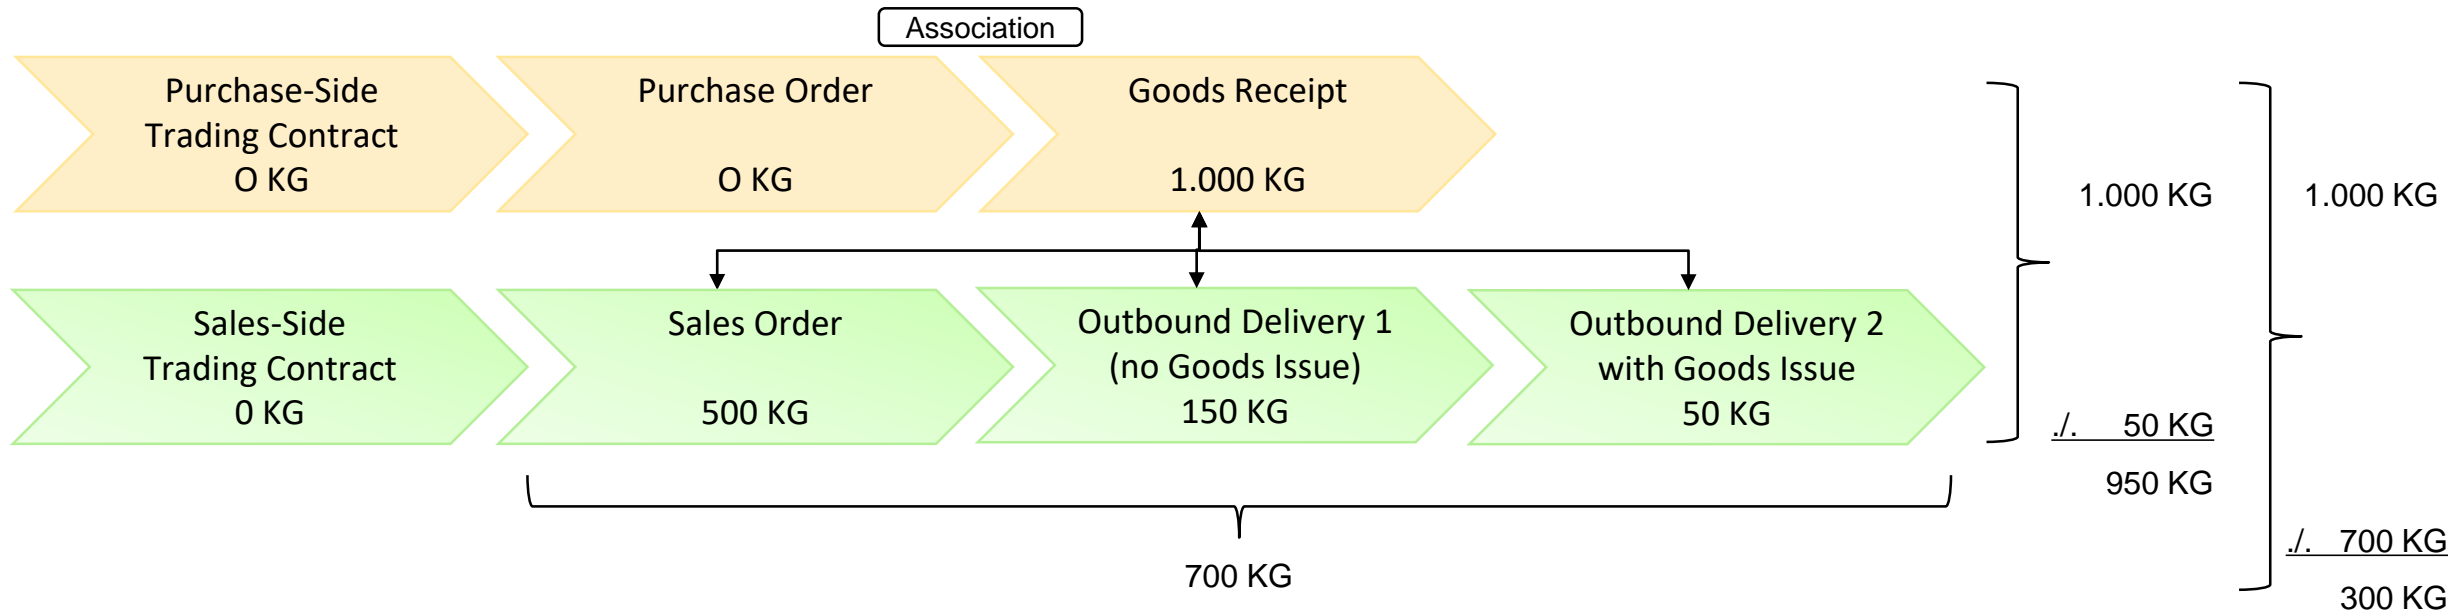 Association
Purchase-Side
Trading Contract
O KG
Purchase Order
O KG
Goods Receipt
1.000 KG
Sales-Side
Trading Contract
0 KG
Sales Order
500 KG
Outbound Delivery 1
(no Goods Issue)
150 KG
Outbound Delivery 2
with Goods Issue
50 KG
700 KG
1.000 KG
./. 50 KG
950 KG
1.000 KG
./. 700 KG
300 KG